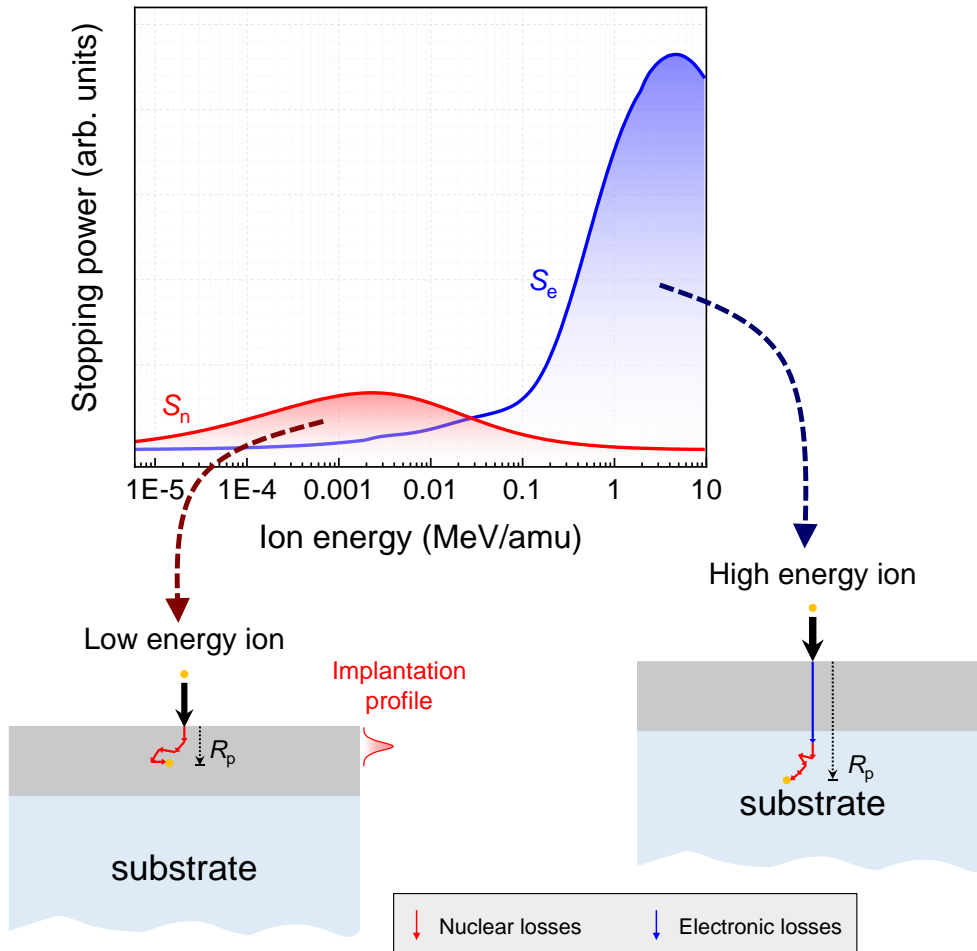 Stopping power (arb. units)
Sₑ
Sₙ
1E-5 1E-4 0.001 0.01 0.1 1 10
Ion energy (MeV/amu)
High energy ion
Low energy ion
Implantation
profile
Rₚ
Rₚ
substrate
substrate
Nuclear losses
Electronic losses